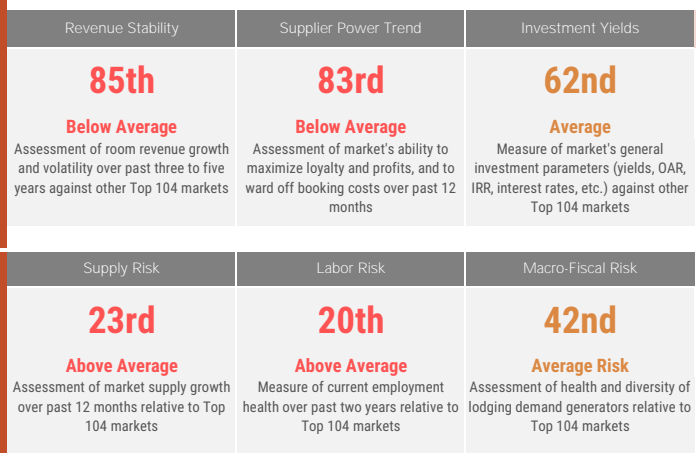 Revenue Stability
85th
Below Average
Assessment of room revenue growth
and volatility over past three to five
years against other Top 104 markets
Supplier Power Trend
83rd
Below Average
Assessment of market's ability to
maximize loyalty and profits, and to
ward off booking costs over past 12
months
Investment Yields
62nd
Average
Measure of market's general
investment parameters (yields, OAR,
IRR, interest rates, etc.) against other
Top 104 markets
Supply Risk
23rd
Above Average
Assessment of market supply growth
over past 12 months relative to Top
104 markets
Labor Risk
20th
Above Average
Measure of current employment
health over past two years relative to
Top 104 markets
Macro-Fiscal Risk
42nd
Average Risk
Assessment of health and diversity of
lodging demand generators relative to
Top 104 markets